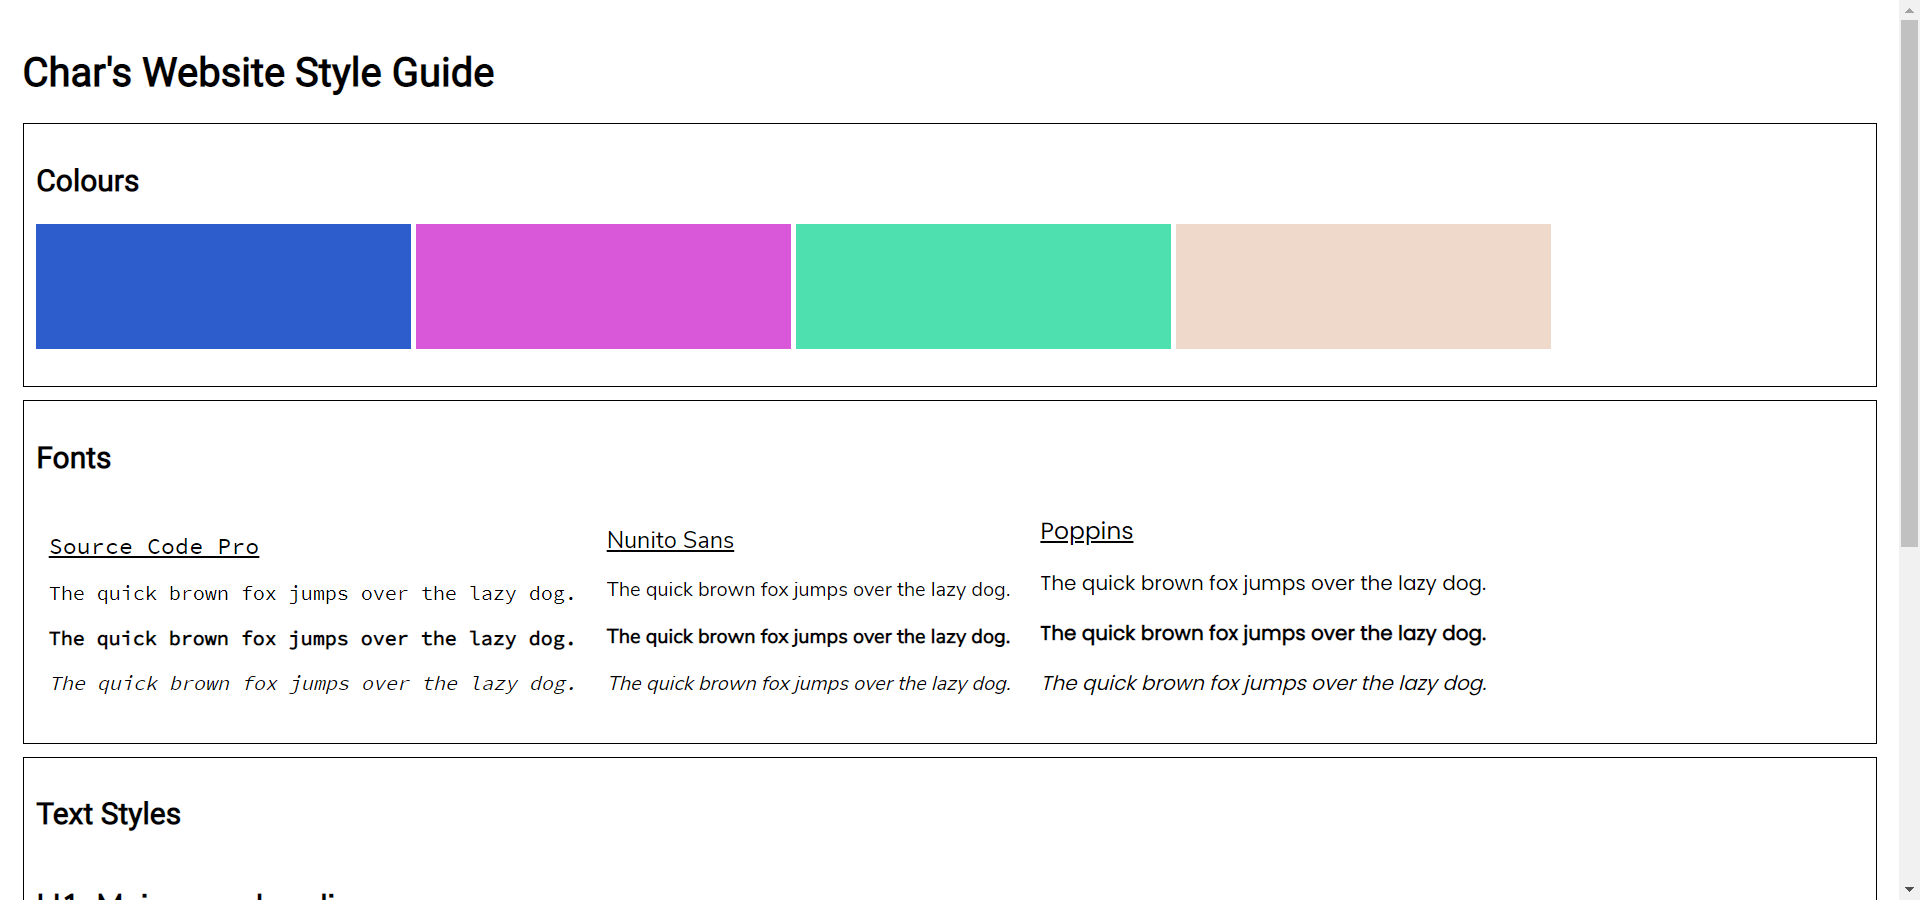 Char's Website Style Guide
Colours
Fonts
Source Code Pro
The quick brown fox jumps over the lazy dog.
The quick brown fox jumps over the lazy dog.
The quick brown fox jumps over the lazy dog.
Nunito Sans
The quick brown fox jumps over the lazy dog.
The quick brown fox jumps over the lazy dog.
The quick brown fox jumps over the lazy dog.
Poppins
The quick brown fox jumps over the lazy dog.
The quick brown fox jumps over the lazy dog.
The quick brown fox jumps over the lazy dog.
Text Styles